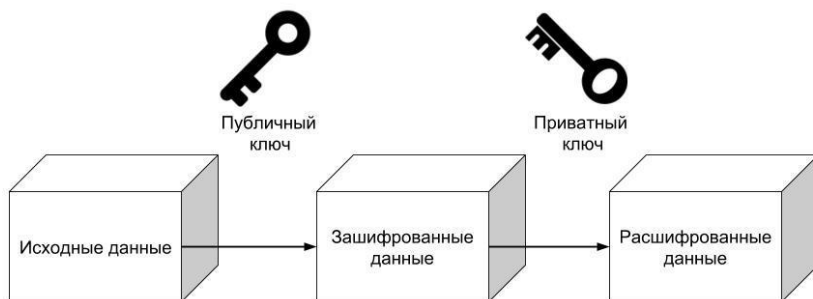 Публичный
ключ
Приватный
ключ
Исходные данные
Зашифрованные
данные
Расшифрованные
данные